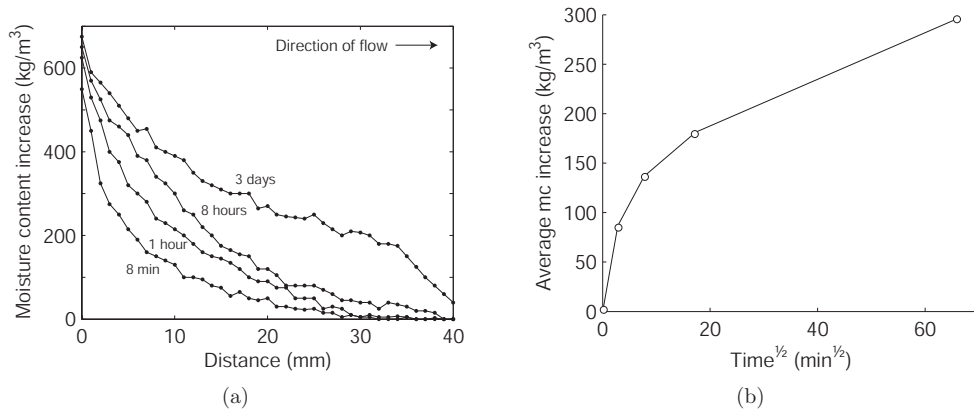 Moisture content increase (kg/m³)
600
400
200
0
Direction of flow
3 days
8 hours
1 hour
8 min
0 10 20 30 40
Distance (mm)
(a)
Average mc increase (kg/m³)
300
250
200
150
100
50
0
0 20 40 60
Time½ (min½)
(b)